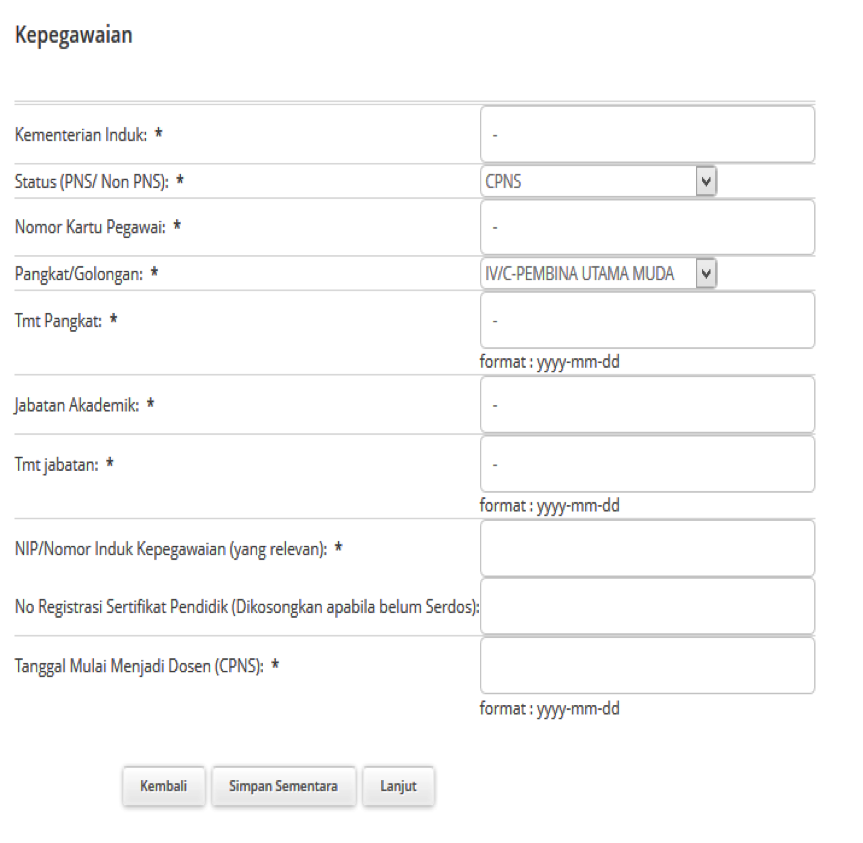 Kepegawaian
Kementerian Induk: * -
Status (PNS/ Non PNS): * CPNS
Nomor Kartu Pegawai: * -
Pangkat/Golongan: * IV/C-PEMBINA UTAMA MUDA
Tmt Pangkat: * -
format : yyyy-mm-dd
Jabatan Akademik: * -
Tmt jabatan: * -
format : yyyy-mm-dd
NIP/Nomor Induk Kepegawaian (yang relevan): *
No Registrasi Sertifikat Pendidik (Dikosongkan apabila belum Serdos):
Tanggal Mulai Menjadi Dosen (CPNS): *
format : yyyy-mm-dd
Kembali Simpan Sementara Lanjut